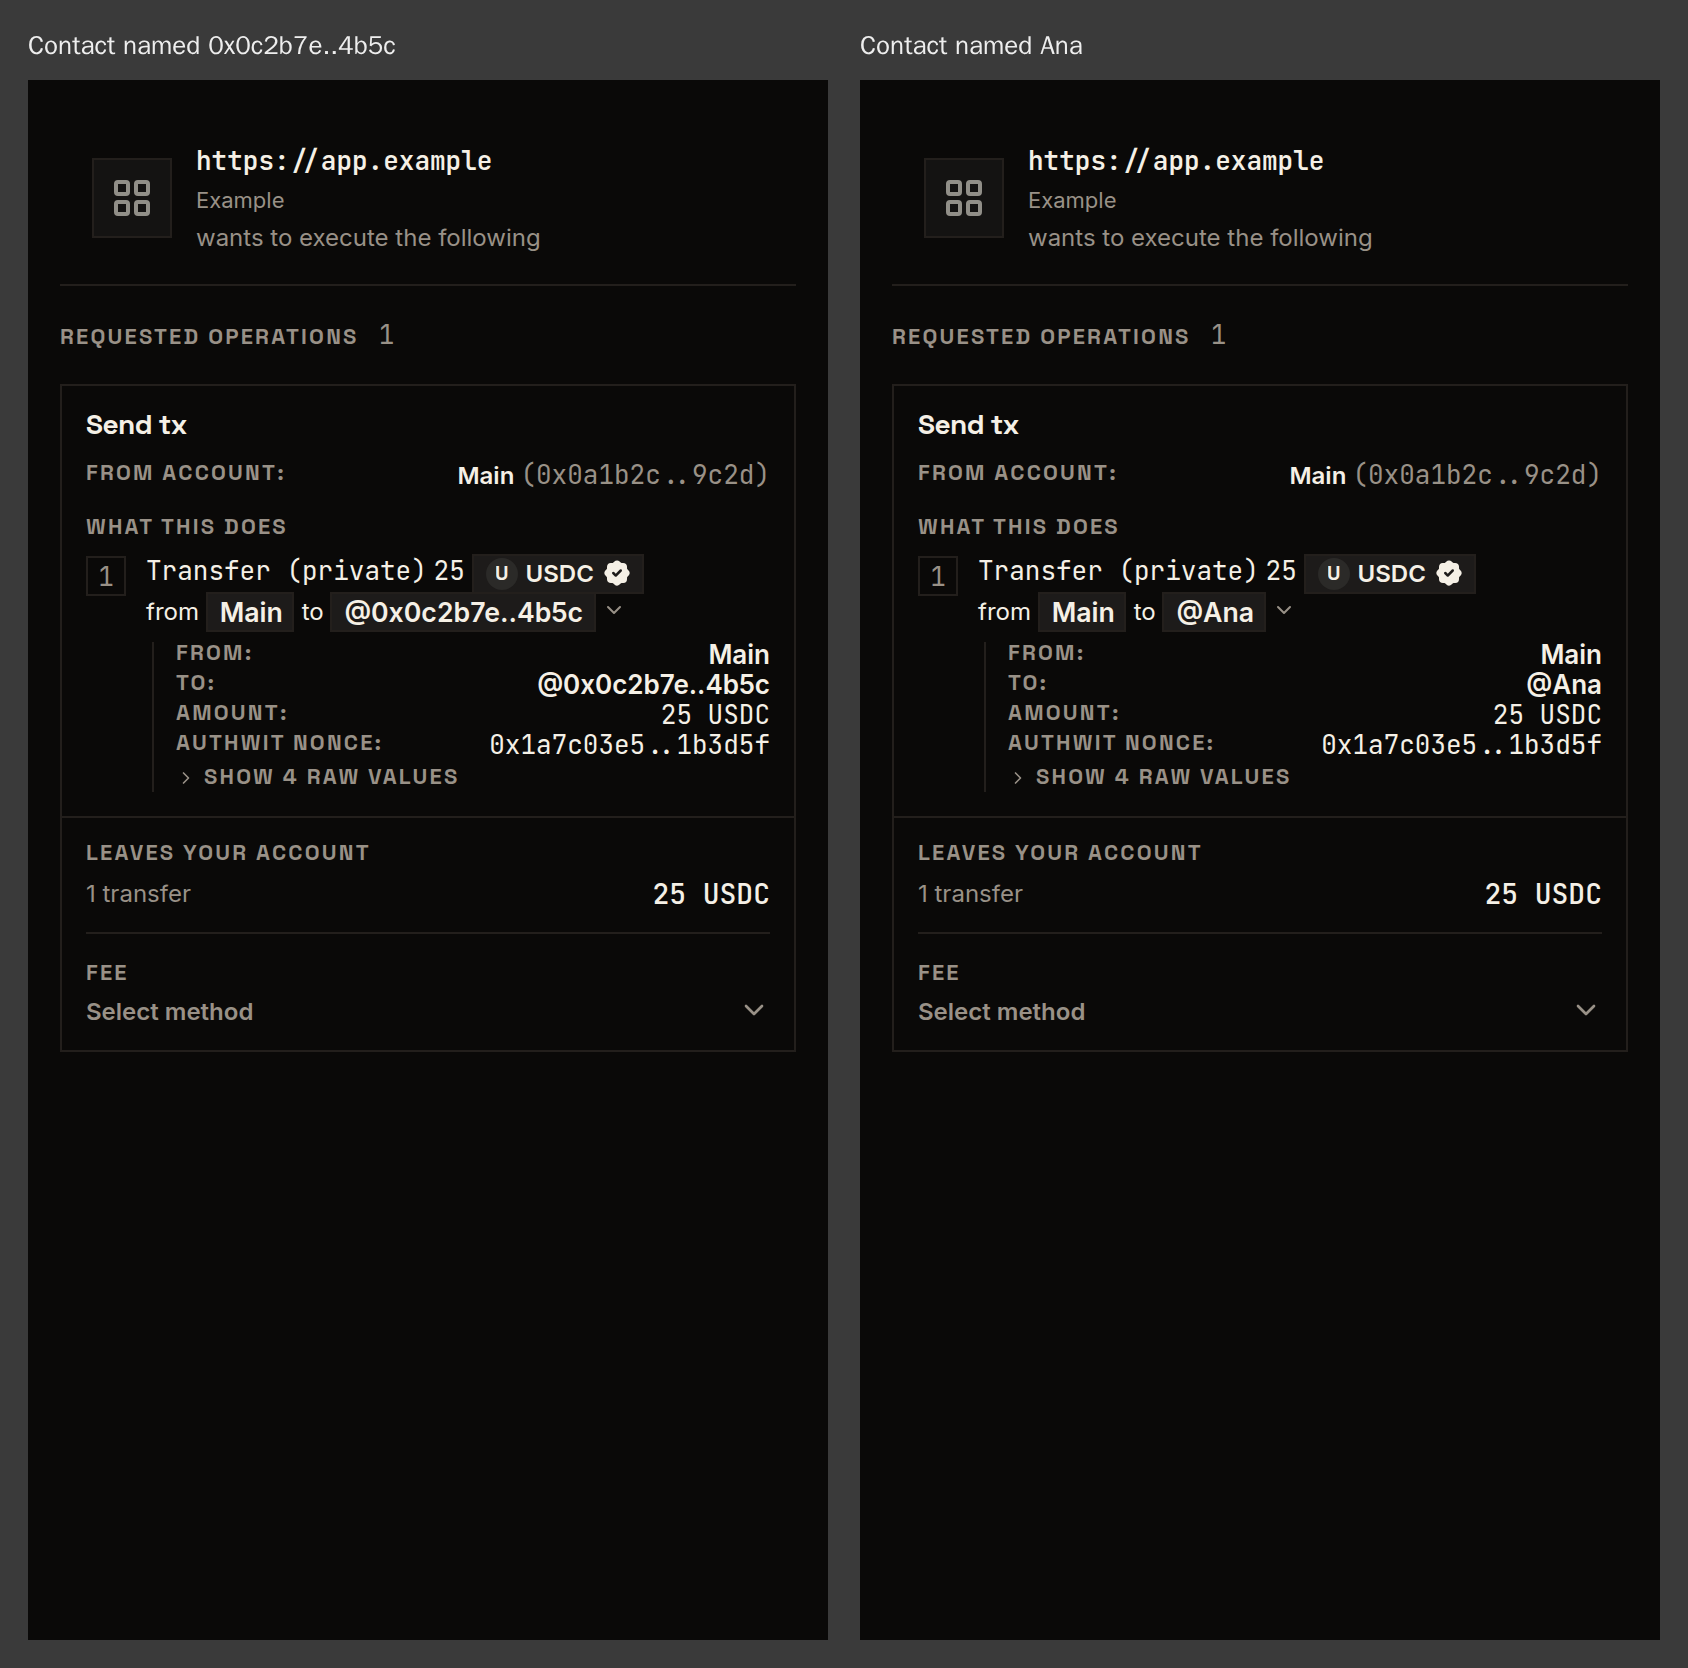 Contact named 0x0c2b7e..4b5c
https://app.example
Example
wants to execute the following
REQUESTED OPERATIONS 1
Send tx
FROM ACCOUNT: Main (0x0a1b2c..9c2d)
WHAT THIS DOES
1 Transfer (private) 25 U USDC
from Main to @0x0c2b7e..4b5c
FROM: Main
TO: @0x0c2b7e..4b5c
AMOUNT: 25 USDC
AUTHWIT NONCE: 0x1a7c03e5..1b3d5f
SHOW 4 RAW VALUES
LEAVES YOUR ACCOUNT
1 transfer 25 USDC
FEE
Select method
Contact named Ana
https://app.example
Example
wants to execute the following
REQUESTED OPERATIONS 1
Send tx
FROM ACCOUNT: Main (0x0a1b2c..9c2d)
WHAT THIS DOES
1 Transfer (private) 25 U USDC
from Main to @Ana
FROM: Main
TO: @Ana
AMOUNT: 25 USDC
AUTHWIT NONCE: 0x1a7c03e5..1b3d5f
SHOW 4 RAW VALUES
LEAVES YOUR ACCOUNT
1 transfer 25 USDC
FEE
Select method